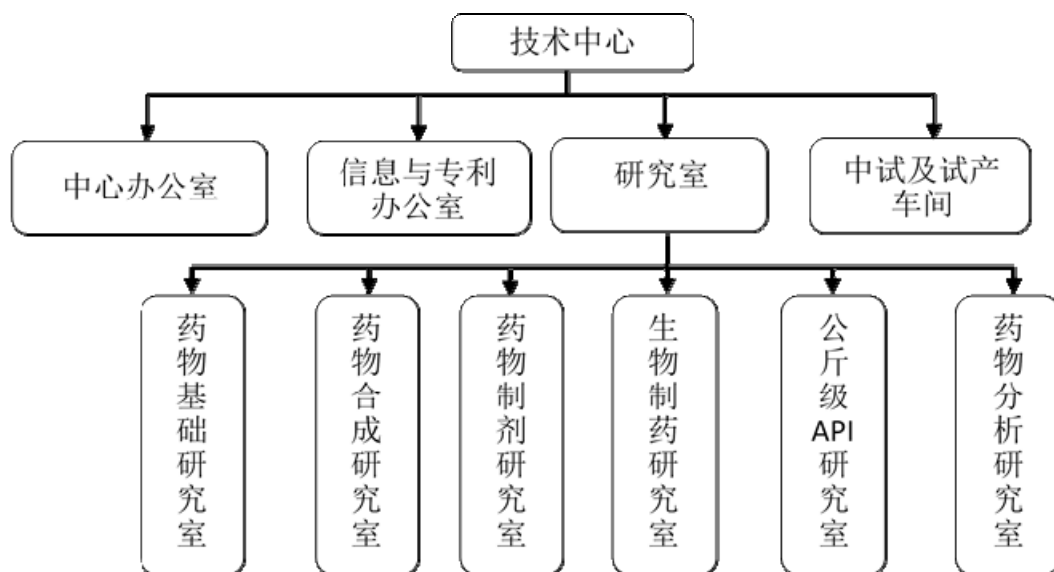 技术中心
中心办公室
信息与专利
办公室
研究室
中试及试产
车间
药物基础研究室
药物合成研究室
药物制剂研究室
生物制药研究室
公斤级API研究室
药物分析研究室